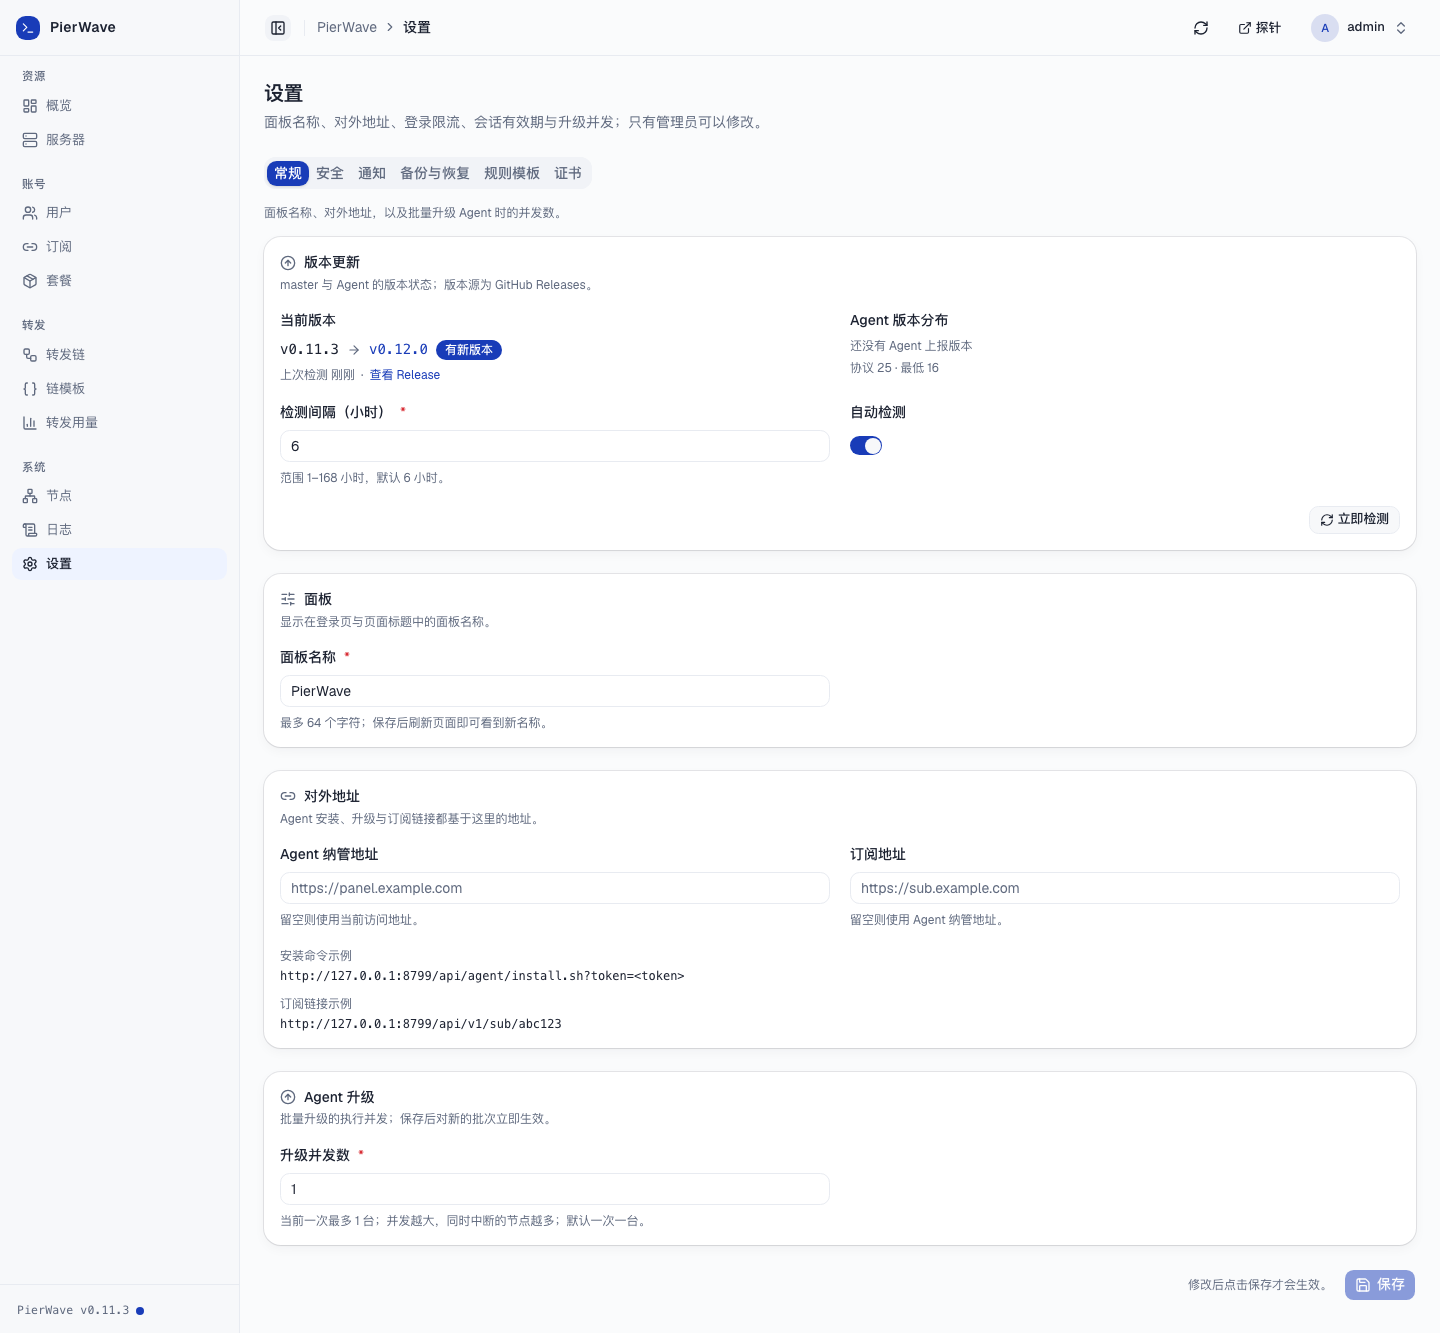 PierWave
PierWave
设置
探针
A
admin
资源
概览
服务器
账号
用户
订阅
套餐
转发
转发链
链模板
转发用量
系统
节点
日志
设置
PierWave v0.11.3
设置
面板名称、对外地址、登录限流、会话有效期与升级并发；只有管理员可以修改。
常规 安全 通知 备份与恢复 规则模板 证书
面板名称、对外地址，以及批量升级 Agent 时的并发数。
版本更新
master 与 Agent 的版本状态；版本源为 GitHub Releases。
当前版本
v0.11.3 → v0.12.0 有新版本
上次检测 刚刚 · 查看 Release
Agent 版本分布
还没有 Agent 上报版本
协议 25 · 最低 16
检测间隔（小时） *
6
范围 1–168 小时，默认 6 小时。
自动检测
立即检测
面板
显示在登录页与页面标题中的面板名称。
面板名称 *
PierWave
最多 64 个字符；保存后刷新页面即可看到新名称。
对外地址
Agent 安装、升级与订阅链接都基于这里的地址。
Agent 纳管地址
https://panel.example.com
留空则使用当前访问地址。
订阅地址
https://sub.example.com
留空则使用 Agent 纳管地址。
安装命令示例
http://127.0.0.1:8799/api/agent/install.sh?token=<token>
订阅链接示例
http://127.0.0.1:8799/api/v1/sub/abc123
Agent 升级
批量升级的执行并发；保存后对新的批次立即生效。
升级并发数 *
1
当前一次最多 1 台；并发越大，同时中断的节点越多；默认一次一台。
修改后点击保存才会生效。
保存